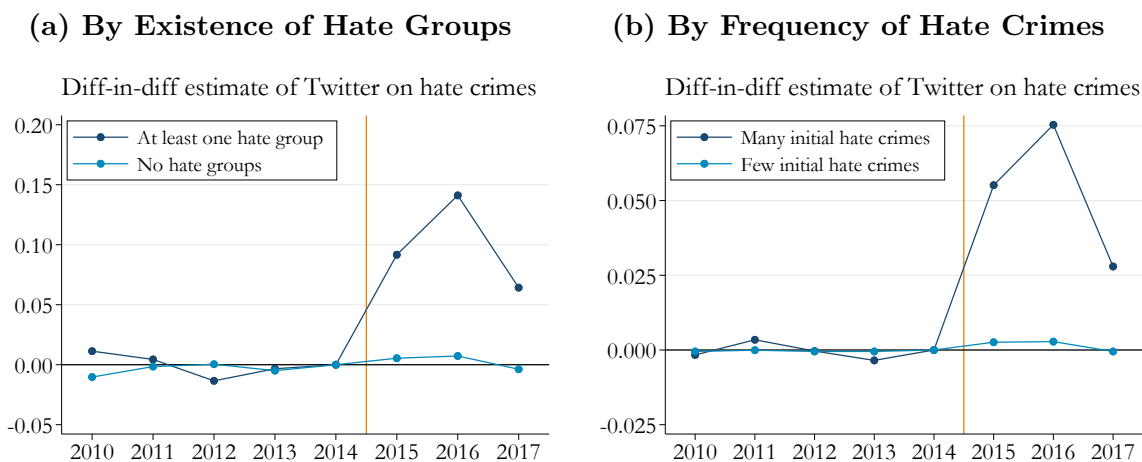 (a) By Existence of Hate Groups
Diff-in-diff estimate of Twitter on hate crimes
0.20
At least one hate group
No hate groups
0.15
0.10
0.05
0.00
-0.05
2010 2011 2012 2013 2014 2015 2016 2017
(b) By Frequency of Hate Crimes
Diff-in-diff estimate of Twitter on hate crimes
0.075
Many initial hate crimes
Few initial hate crimes
0.050
0.025
0.000
-0.025
2010 2011 2012 2013 2014 2015 2016 2017